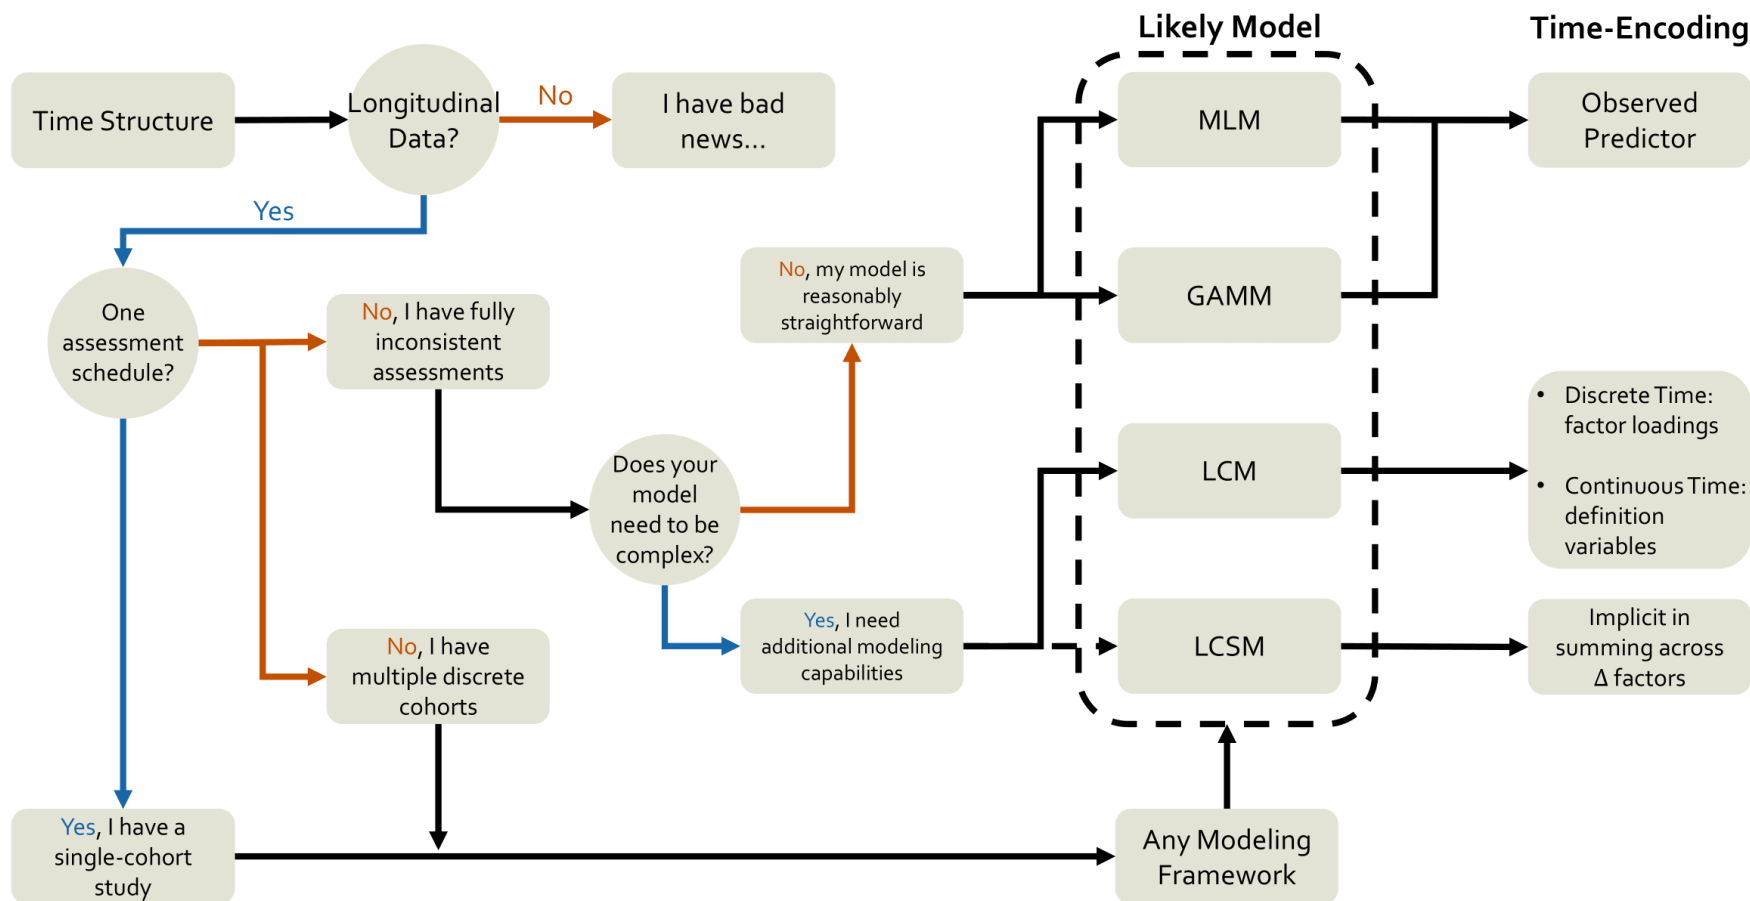 Likely Model
Time-Encoding
Time Structure
Longitudinal
Data?
No
I have bad
news...
MLM
Observed
Predictor
Yes
One
assessment
schedule?
No, I have fully
inconsistent
assessments
No, my model is
reasonably
straightforward
GAMM
Does your
model
need to be
complex?
LCM
• Discrete Time:
factor loadings
• Continuous Time:
definition
variables
No, I have
multiple discrete
cohorts
Yes, I need
additional modeling
capabilities
LCSM
Implicit in
summing across
Δ factors
Yes, I have a
single-cohort
study
Any Modeling
Framework